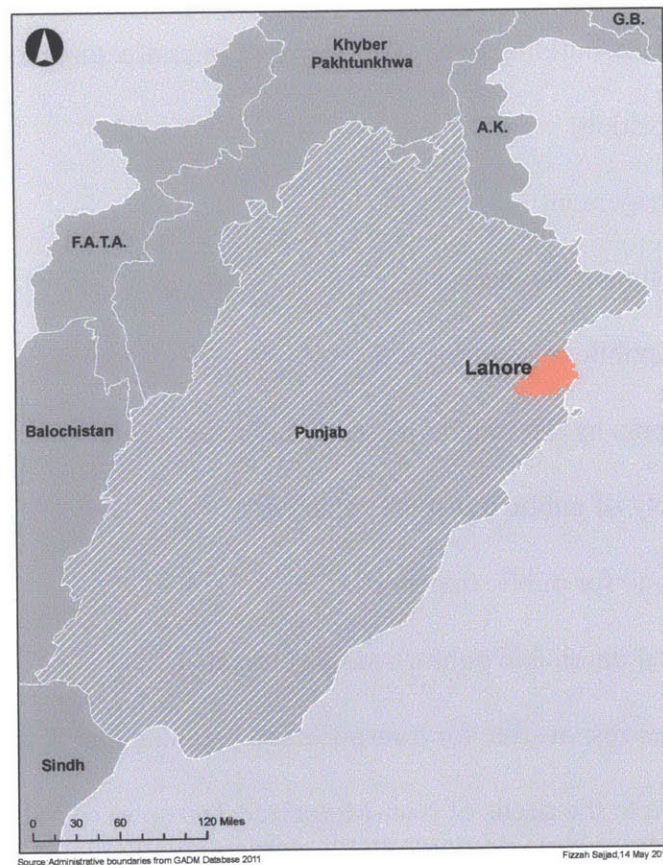 G.B.
Khyber
Pakhtunkhwa
A.K.
F.A.T.A.
Lahore
Balochistan
Punjab
Sindh
0 30 60 120 Miles
Source:Administrative boundaries from GADM Database 2011
Fizzah Sajjad,14 May